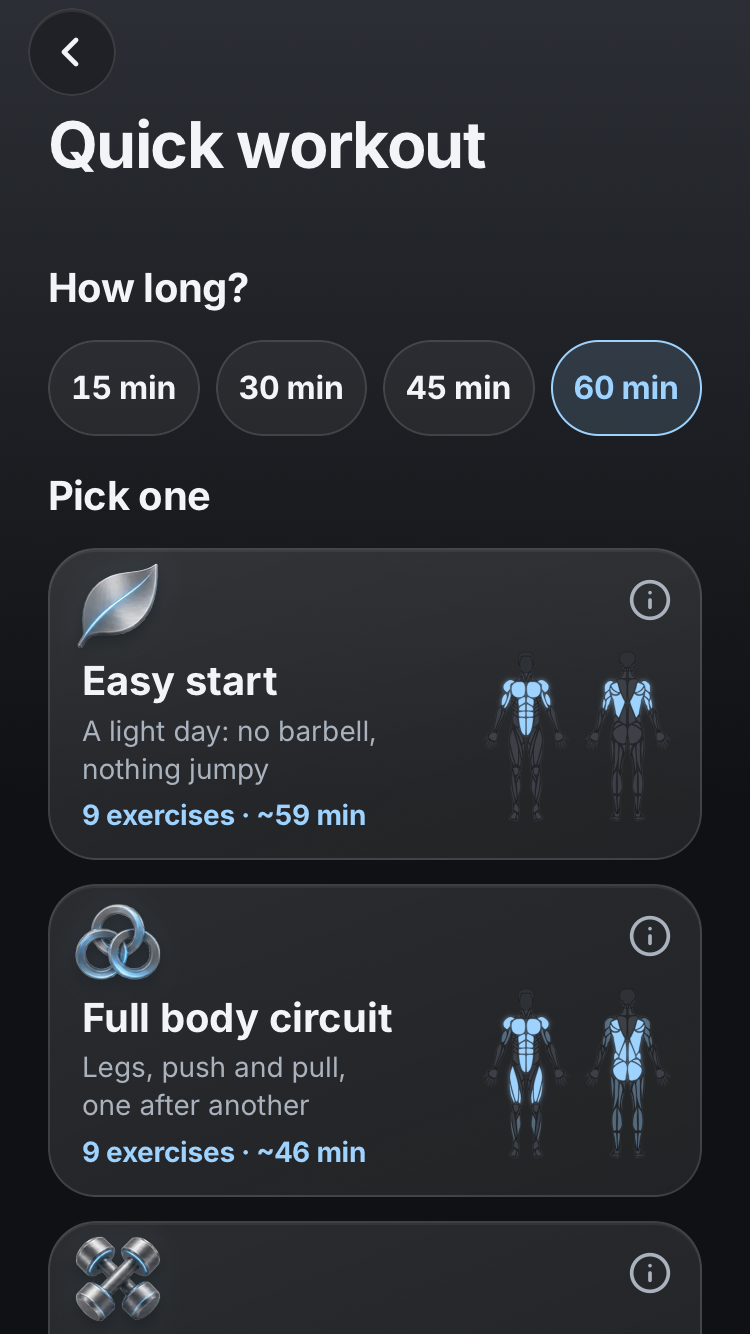 Quick workout
How long?
15 min
30 min
45 min
60 min
Pick one
Easy start
A light day: no barbell,
nothing jumpy
9 exercises · ~59 min
Full body circuit
Legs, push and pull,
one after another
9 exercises · ~46 min